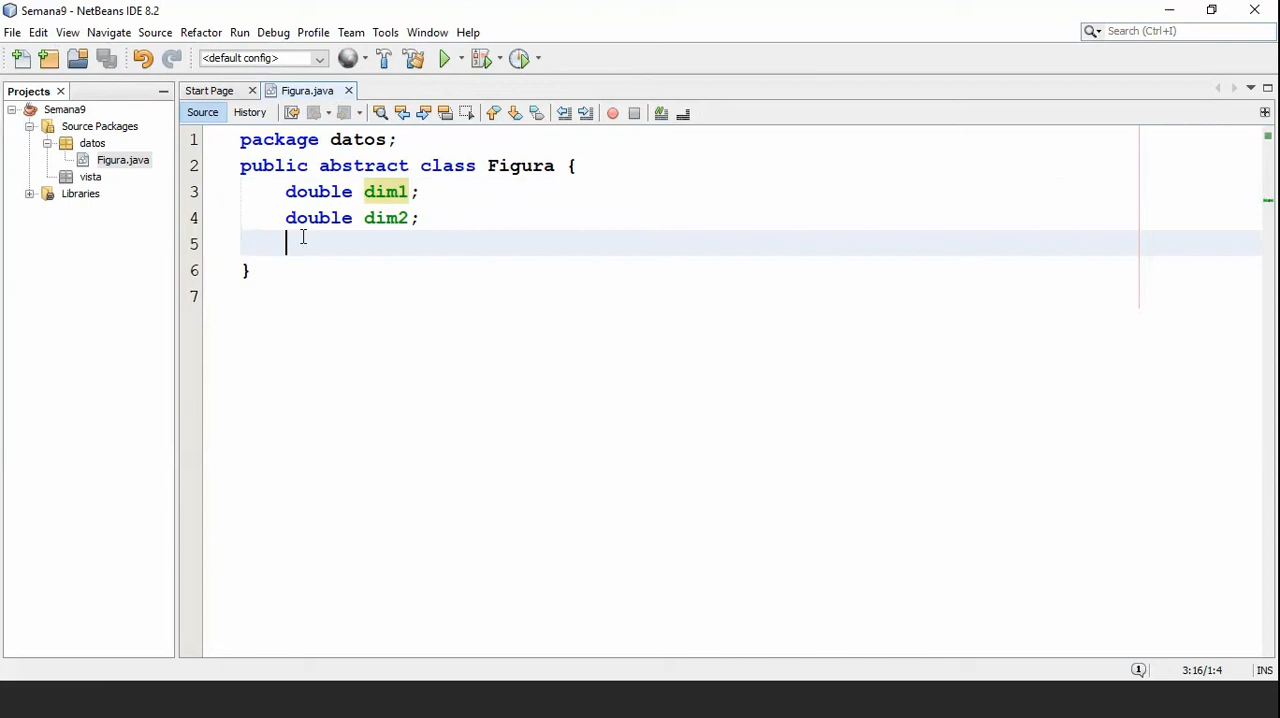 Semana9 - NetBeans IDE 8.2
File Edit View Navigate Source Refactor Run Debug Profile Team Tools Window Help
Search (Ctrl+I)
<default config>
Projects
Start Page
Figura.java
Semana9
Source Packages
datos
Figura.java
vista
Libraries
Source History
1 package datos;
2 public abstract class Figura {
3 double dim1;
4 double dim2;
5
6 }
7
3:16/1:4 INS